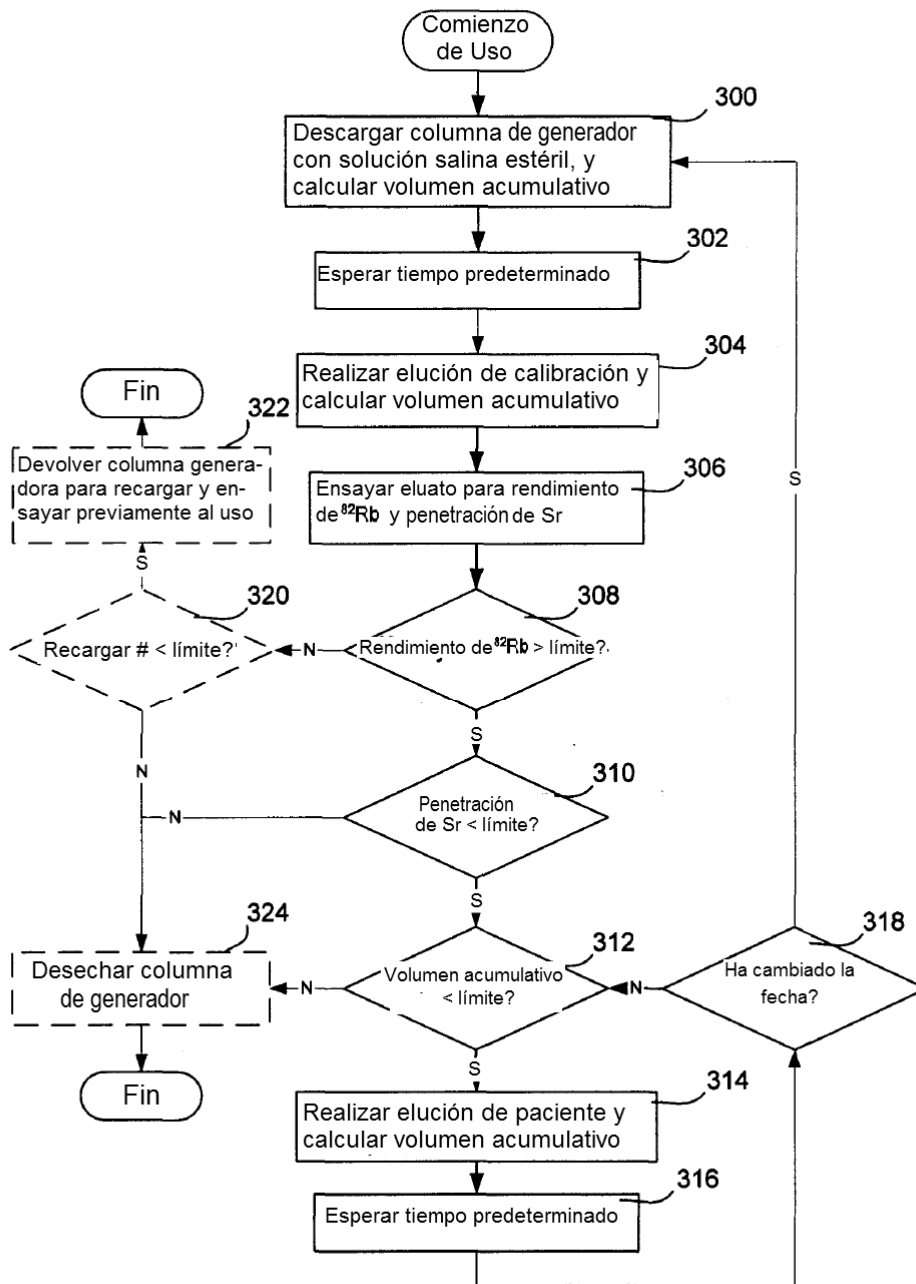 Comienzo
de Uso
300
Descargar columna de generador
con solución salina estéril, y
calcular volumen acumulativo
302
Esperar tiempo predeterminado
304
Realizar elución de calibración y
calcular volumen acumulativo
Fin
322
Devolver columna genera-
dora para recargar y en-
sayar previamente al uso
306
Ensayar eluato para rendimiento
de ⁸²Rb y penetración de Sr
S
S
320
Recargar # < límite?
N
308
Rendimiento de ⁸²Rb > límite?
S
N
N
310
Penetración
de Sr < límite?
S
324
Desechar columna
de generador
N
312
Volumen acumulativo
< límite?
N
318
Ha cambiado la
fecha?
S
Fin
314
Realizar elución de paciente y
calcular volumen acumulativo
316
Esperar tiempo predeterminado